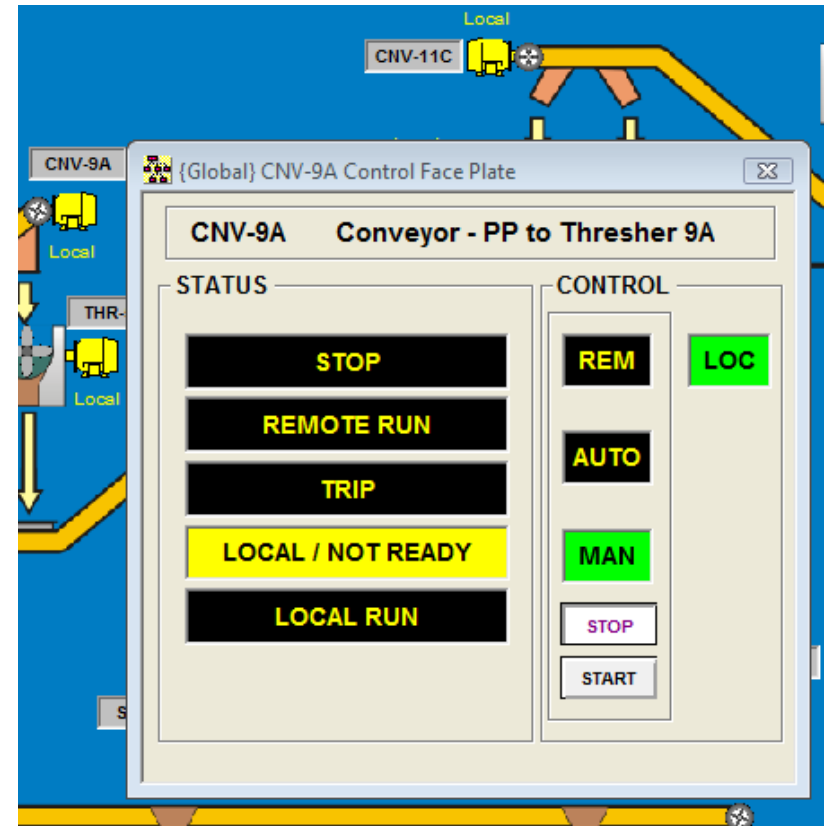 Local
CNV-11C
CNV-9A
{Global} CNV-9A Control Face Plate
CNV-9A Conveyor - PP to Thresher 9A
Local
STATUS
CONTROL
THR-
STOP
REM
LOC
Local
REMOTE RUN
AUTO
TRIP
LOCAL / NOT READY
MAN
LOCAL RUN
STOP
START
S